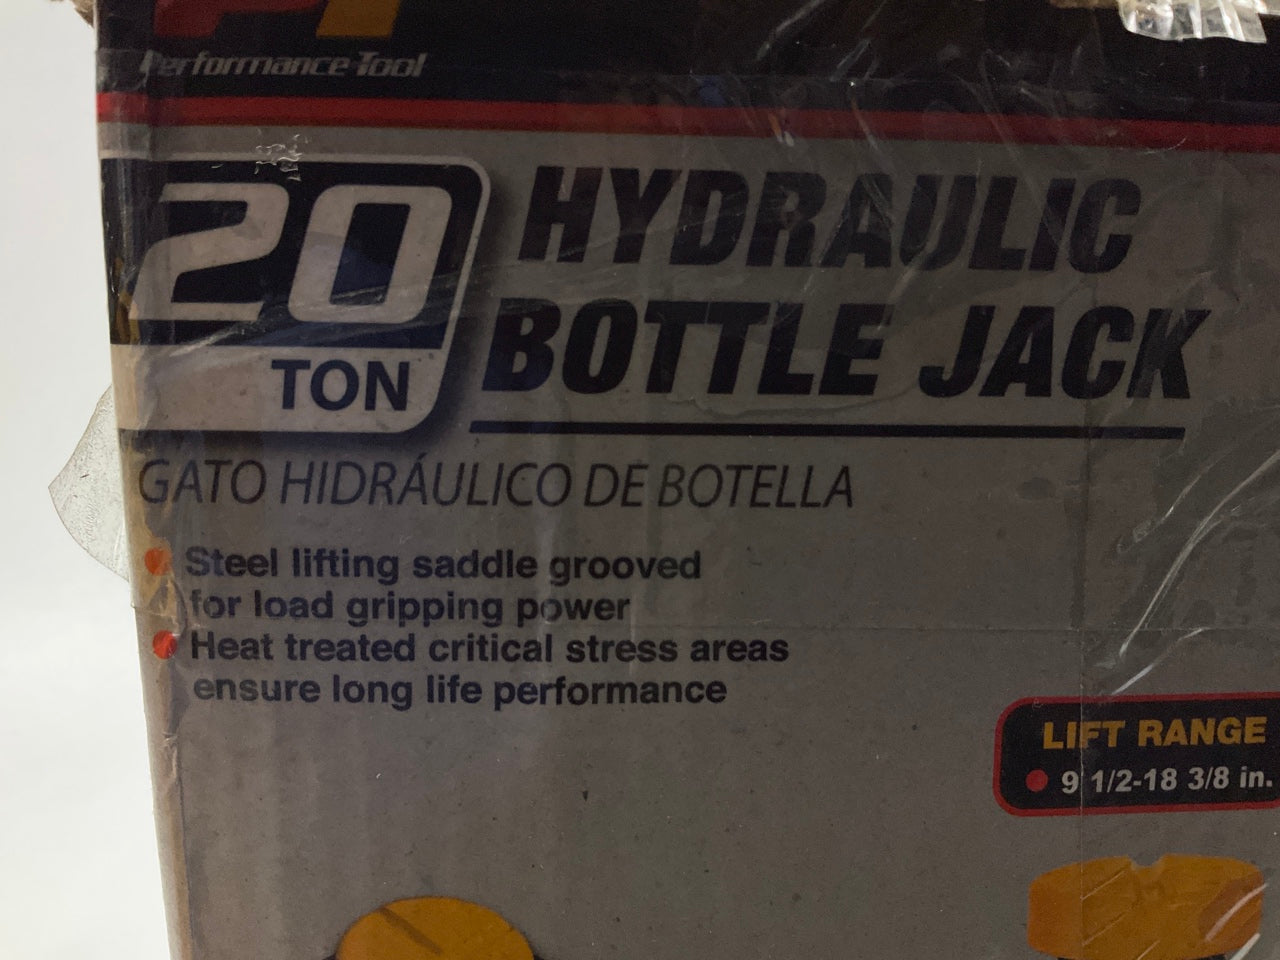 Performance Tool
20
TON
HYDRAULIC
BOTTLE JACK
GATO HIDRÁULICO DE BOTELLA
Steel lifting saddle grooved
for load gripping power
Heat treated critical stress areas
ensure long life performance
LIFT RANGE
9 1/2-18 3/8 in.